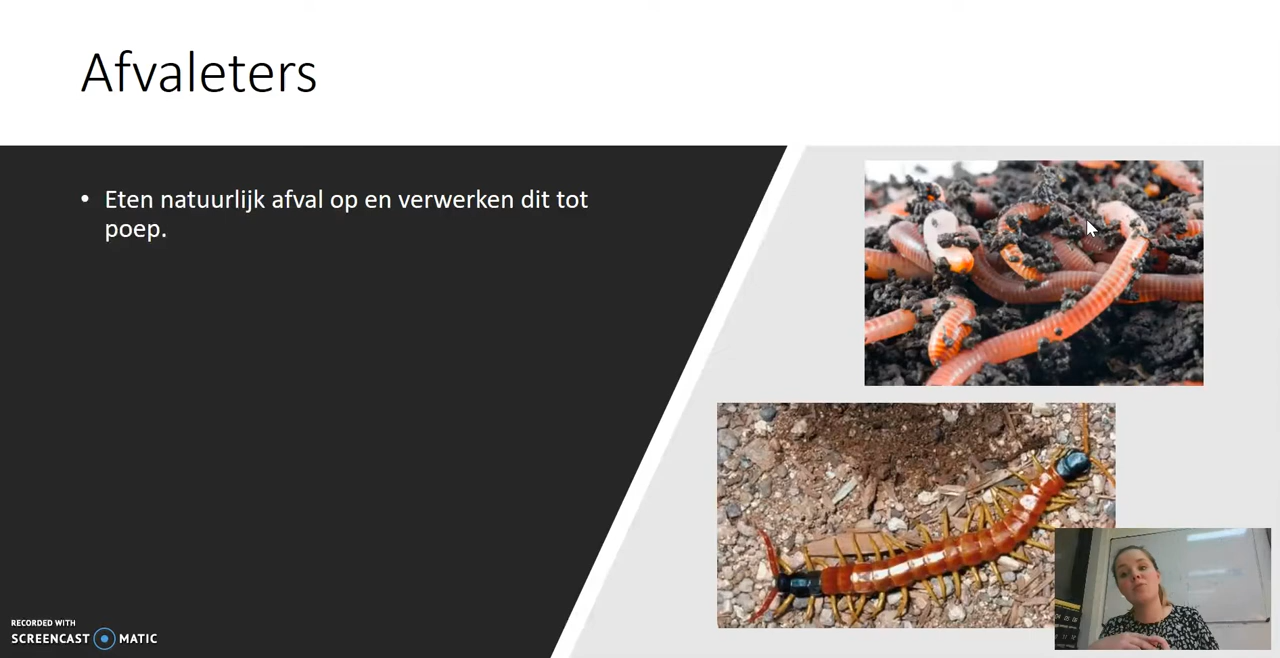 Afvaleters
• Eten natuurlijk afval op en verwerken dit tot
poep.
RECORDED WITH
SCREENCAST MATIC